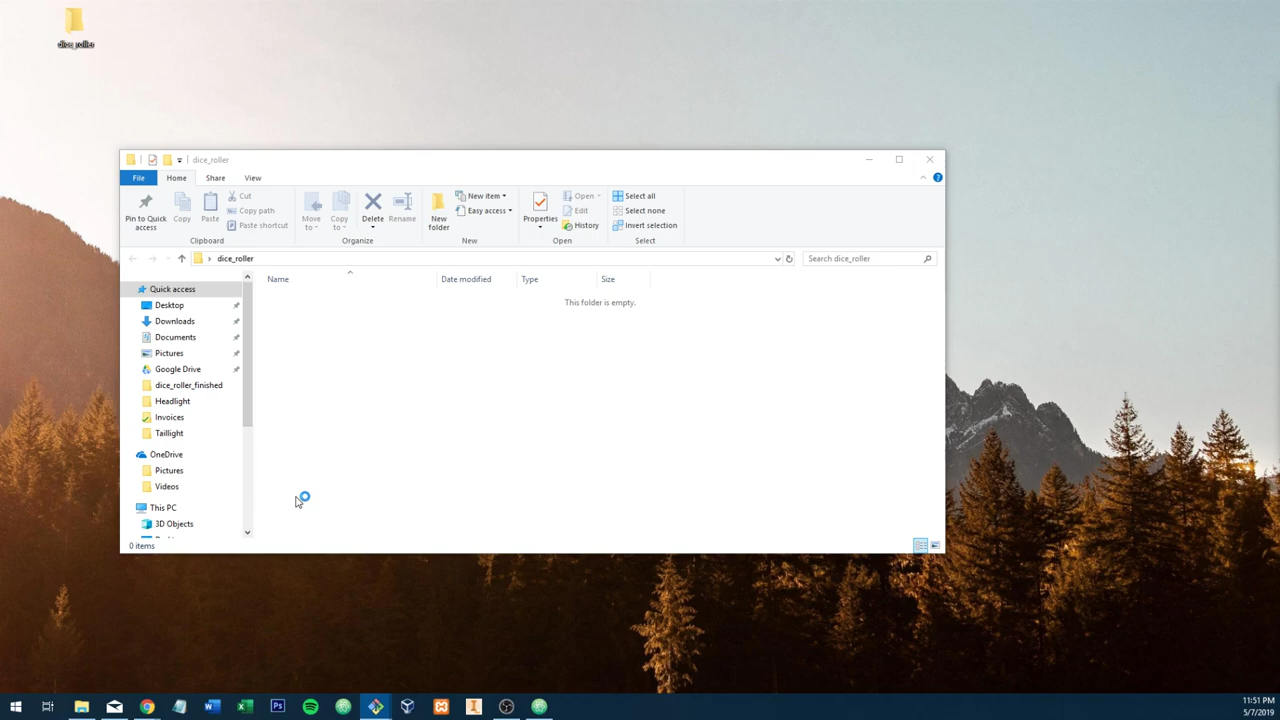 dice_roller
dice_roller
File
Home
Share
View
Pin to Quick
access
Copy
Paste
Cut
Copy path
Paste shortcut
Clipboard
Move
to
Copy
to
Delete
Rename
Organize
New
folder
New item
Easy access
New
Properties
Open
Edit
History
Open
Select all
Select none
Invert selection
Select
dice_roller
Search dice_roller
Name
Date modified
Type
Size
This folder is empty.
Quick access
Desktop
Downloads
Documents
Pictures
Google Drive
dice_roller_finished
Headlight
Invoices
Taillight
OneDrive
Pictures
Videos
This PC
3D Objects
0 items
11:51 PM
5/7/2019